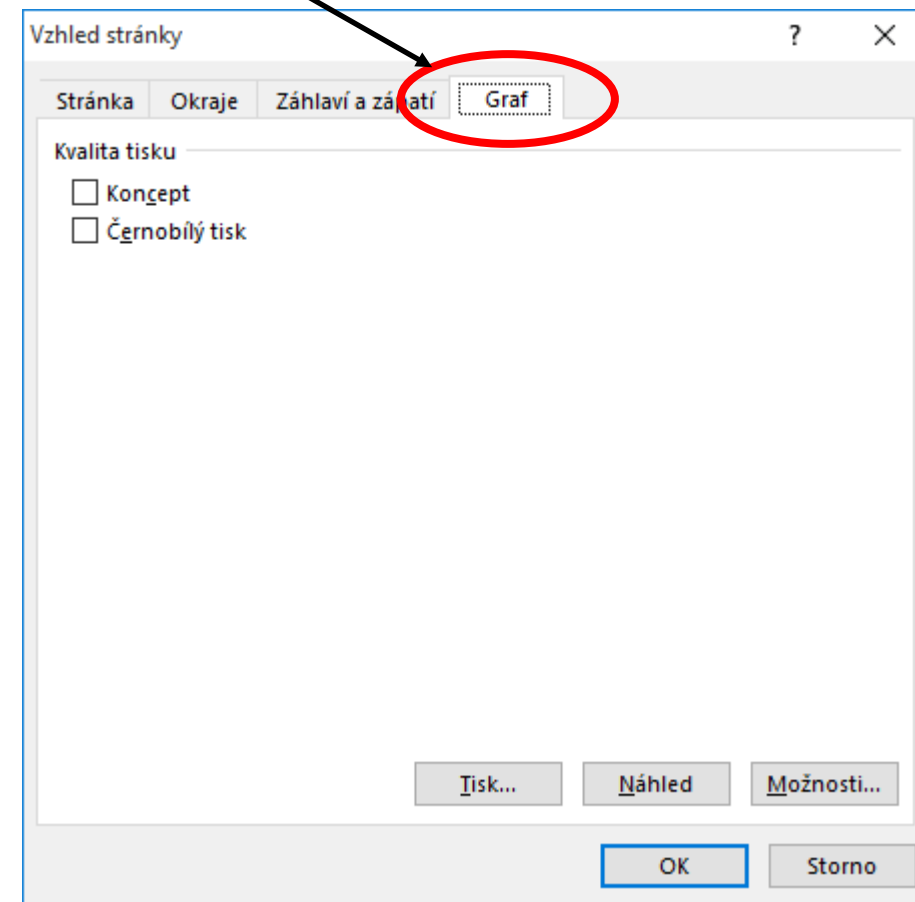 Vzhled stránky ?
Stránka Okraje Záhlaví a zápatí Graf
Kvalita tisku
Koncept
Černobílý tisk
Tisk... Náhled Možnosti...
OK Storno